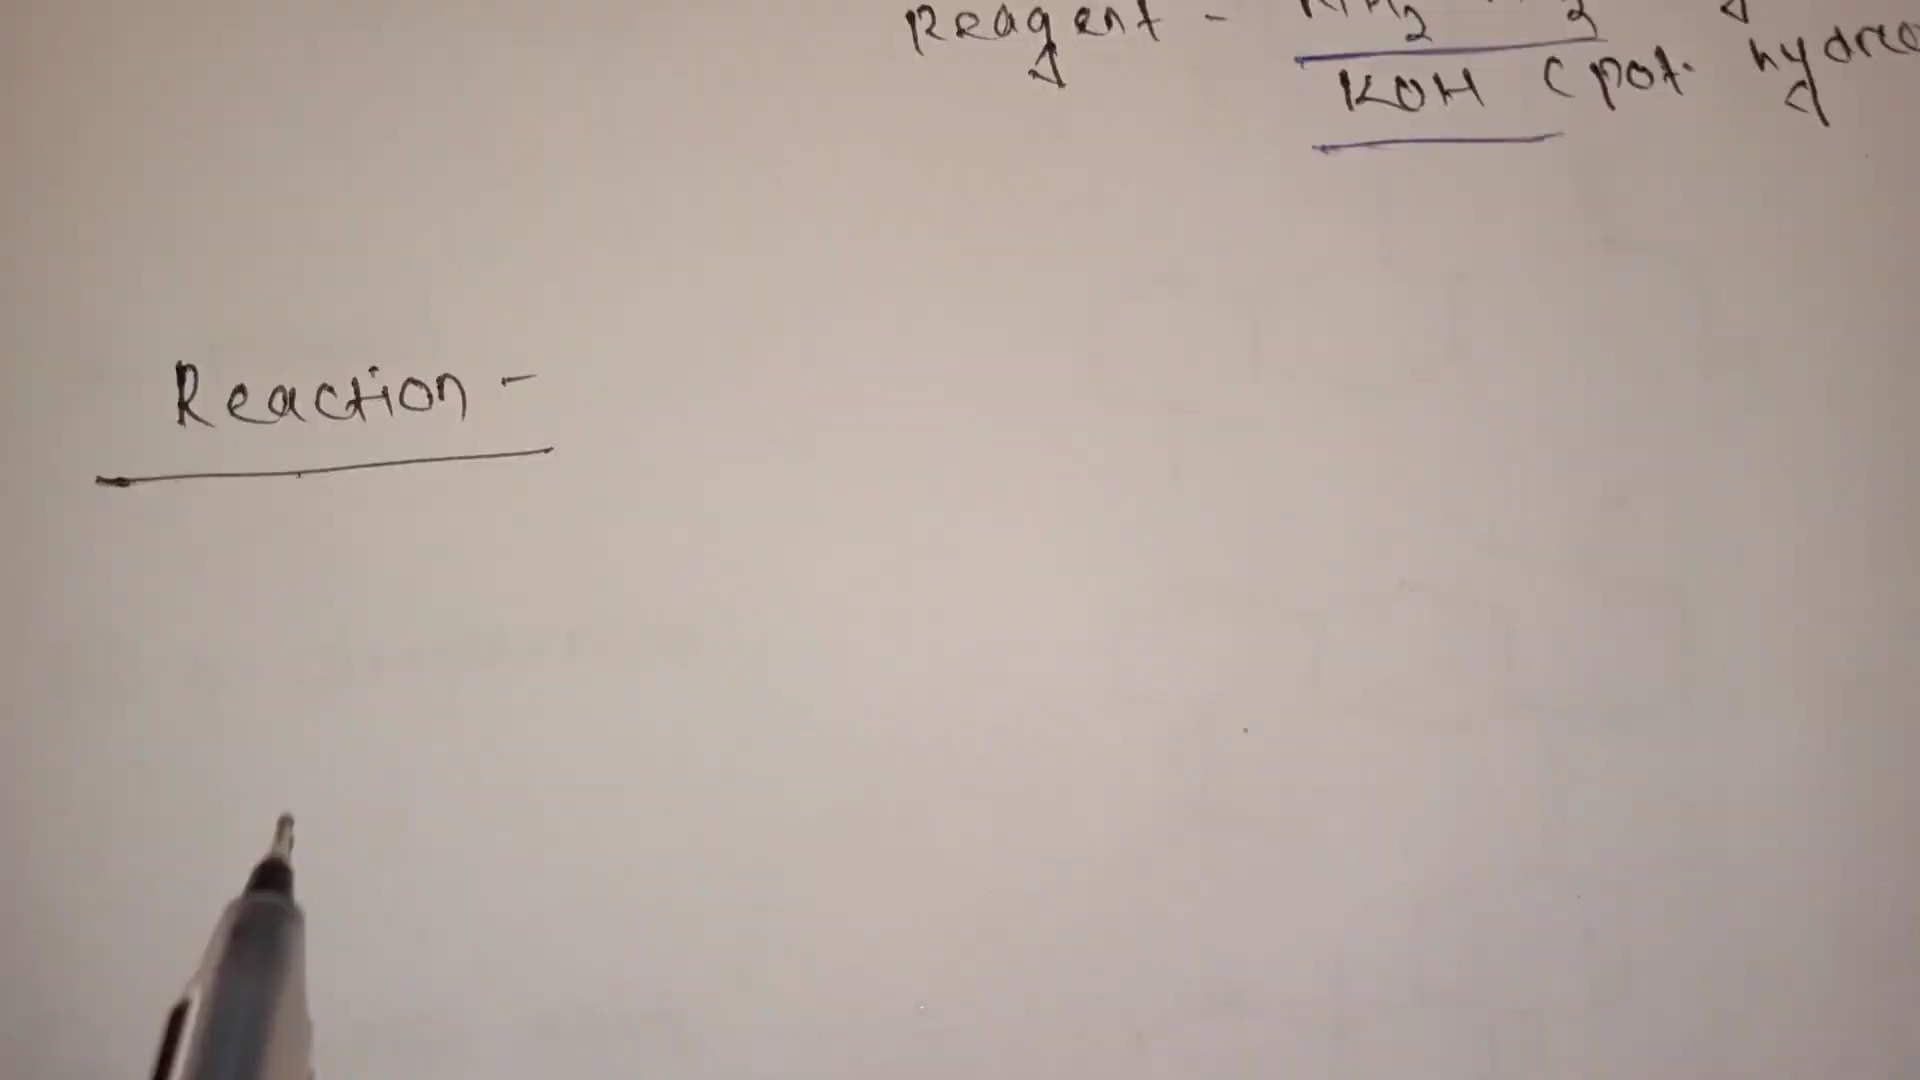 Reagent -
KOH (pot. hydro
Reaction -